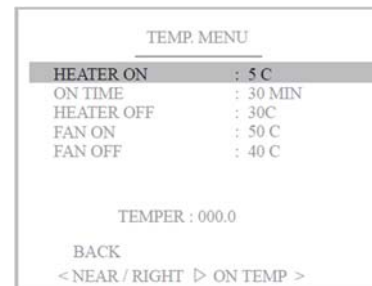 TEMP. MENU
HEATER ON : 5 C
ON TIME : 30 MIN
HEATER OFF : 30C
FAN ON : 50 C
FAN OFF : 40 C
TEMPER : 000.0
BACK
< NEAR / RIGHT ▷ ON TEMP >